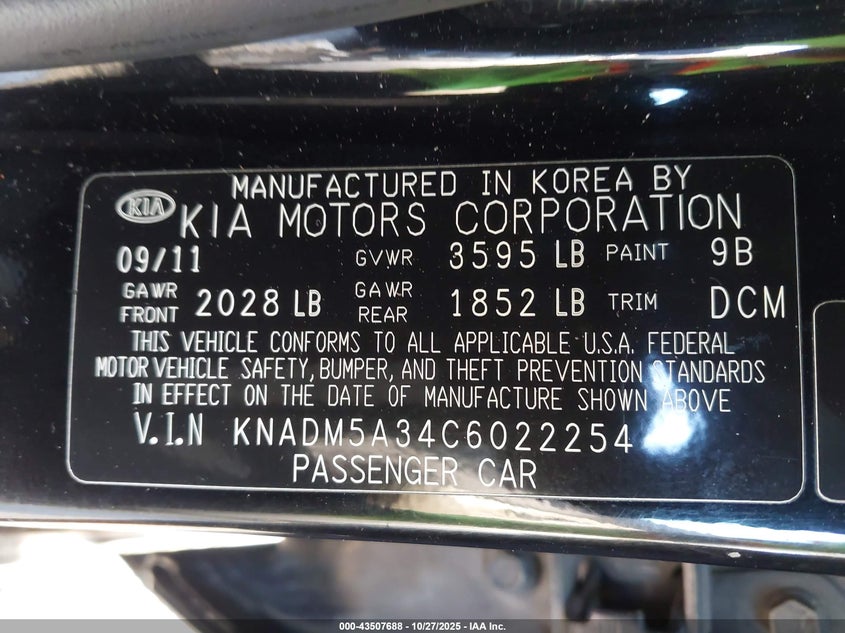 MANUFACTURED IN KOREA BY
KIA KIA MOTORS CORPORATION
09/11 GVWR 3595 LB PAINT 9B
GAWR FRONT 2028 LB GAWR REAR 1852 LB TRIM DCM
THIS VEHICLE CONFORMS TO ALL APPLICABLE U.S.A. FEDERAL
MOTOR VEHICLE SAFETY, BUMPER, AND THEFT PREVENTION STANDARDS
IN EFFECT ON THE DATE OF MANUFACTURE SHOWN ABOVE
V.I.N KNADM5A34C6022254
PASSENGER CAR
000-43507688 - 10/27/2025 - IAA Inc.